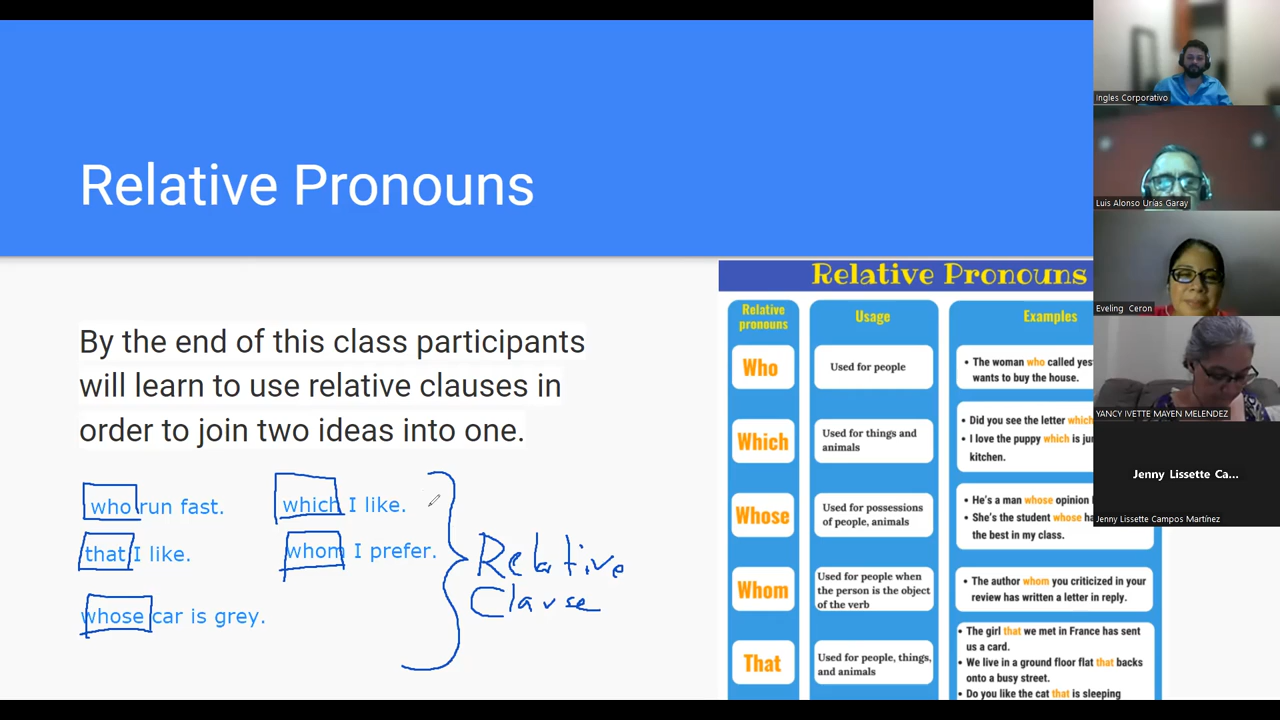 Relative Pronouns
By the end of this class participants
will learn to use relative clauses in
order to join two ideas into one.
who run fast.
which I like.
that I like.
whom I prefer.
whose car is grey.
Relative
Clause
Relative Pronouns
Relative
pronouns
Usage
Examples
Who
Used for people
• The woman who called yes
wants to buy the house.
Which
Used for things and
animals
• Did you see the letter which
• I love the puppy which is ju
kitchen.
Whose
Used for possessions
of people, animals
• He's a man whose opinion
• She's the student whose ha
the best in my class.
Whom
Used for people when
the person is the object
of the verb
• The author whom you criticized in your
review has written a letter in reply.
That
Used for people, things,
and animals
• The girl that we met in France has sent
us a card.
• We live in a ground floor flat that backs
onto a busy street.
• Do you like the cat that is sleeping
Ingles Corporativo
Luis Alonso Urías Garay
Eveling Ceron
YANCY IVETTE MAYEN MELENDEZ
Jenny Lissette Ca...
Jenny Lissette Campos Martínez